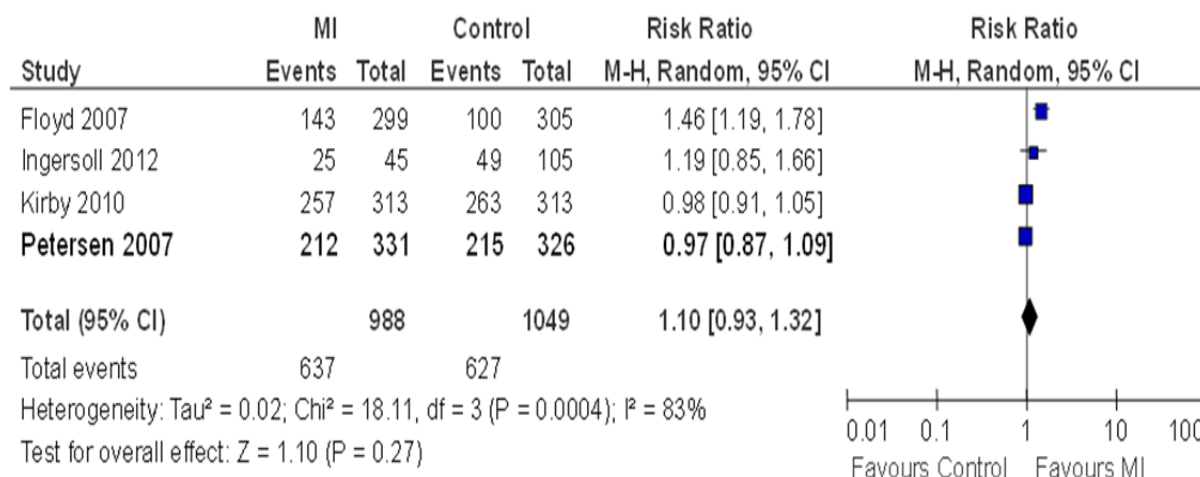 MI Control Risk Ratio Risk Ratio
Study Events Total Events Total M-H, Random, 95% CI M-H, Random, 95% CI
Floyd 2007 143 299 100 305 1.46 [1.19, 1.78]
Ingersoll 2012 25 45 49 105 1.19 [0.85, 1.66]
Kirby 2010 257 313 263 313 0.98 [0.91, 1.05]
Petersen 2007 212 331 215 326 0.97 [0.87, 1.09]
Total (95% CI) 988 1049 1.10 [0.93, 1.32]
Total events 637 627
Heterogeneity: Tau² = 0.02; Chi² = 18.11, df = 3 (P = 0.0004); I² = 83%
Test for overall effect: Z = 1.10 (P = 0.27)
0.01 0.1 1 10 100
Favours Control Favours MI